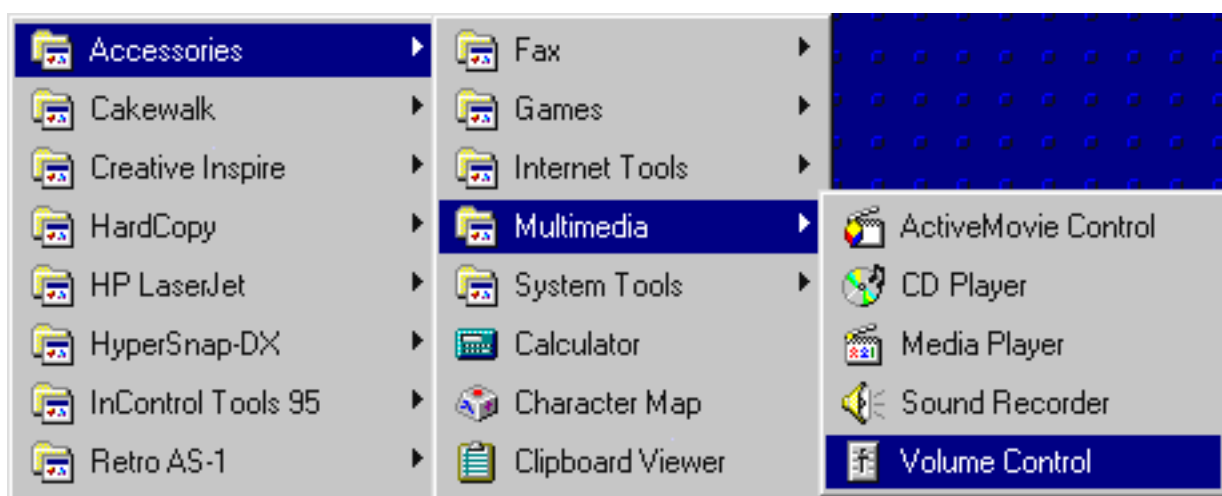 Accessories
Cakewalk
Creative Inspire
HardCopy
HP LaserJet
HyperSnap-DX
InControl Tools 95
Retro AS-1
Fax
Games
Internet Tools
Multimedia
System Tools
Calculator
Character Map
Clipboard Viewer
ActiveMovie Control
CD Player
Media Player
Sound Recorder
Volume Control